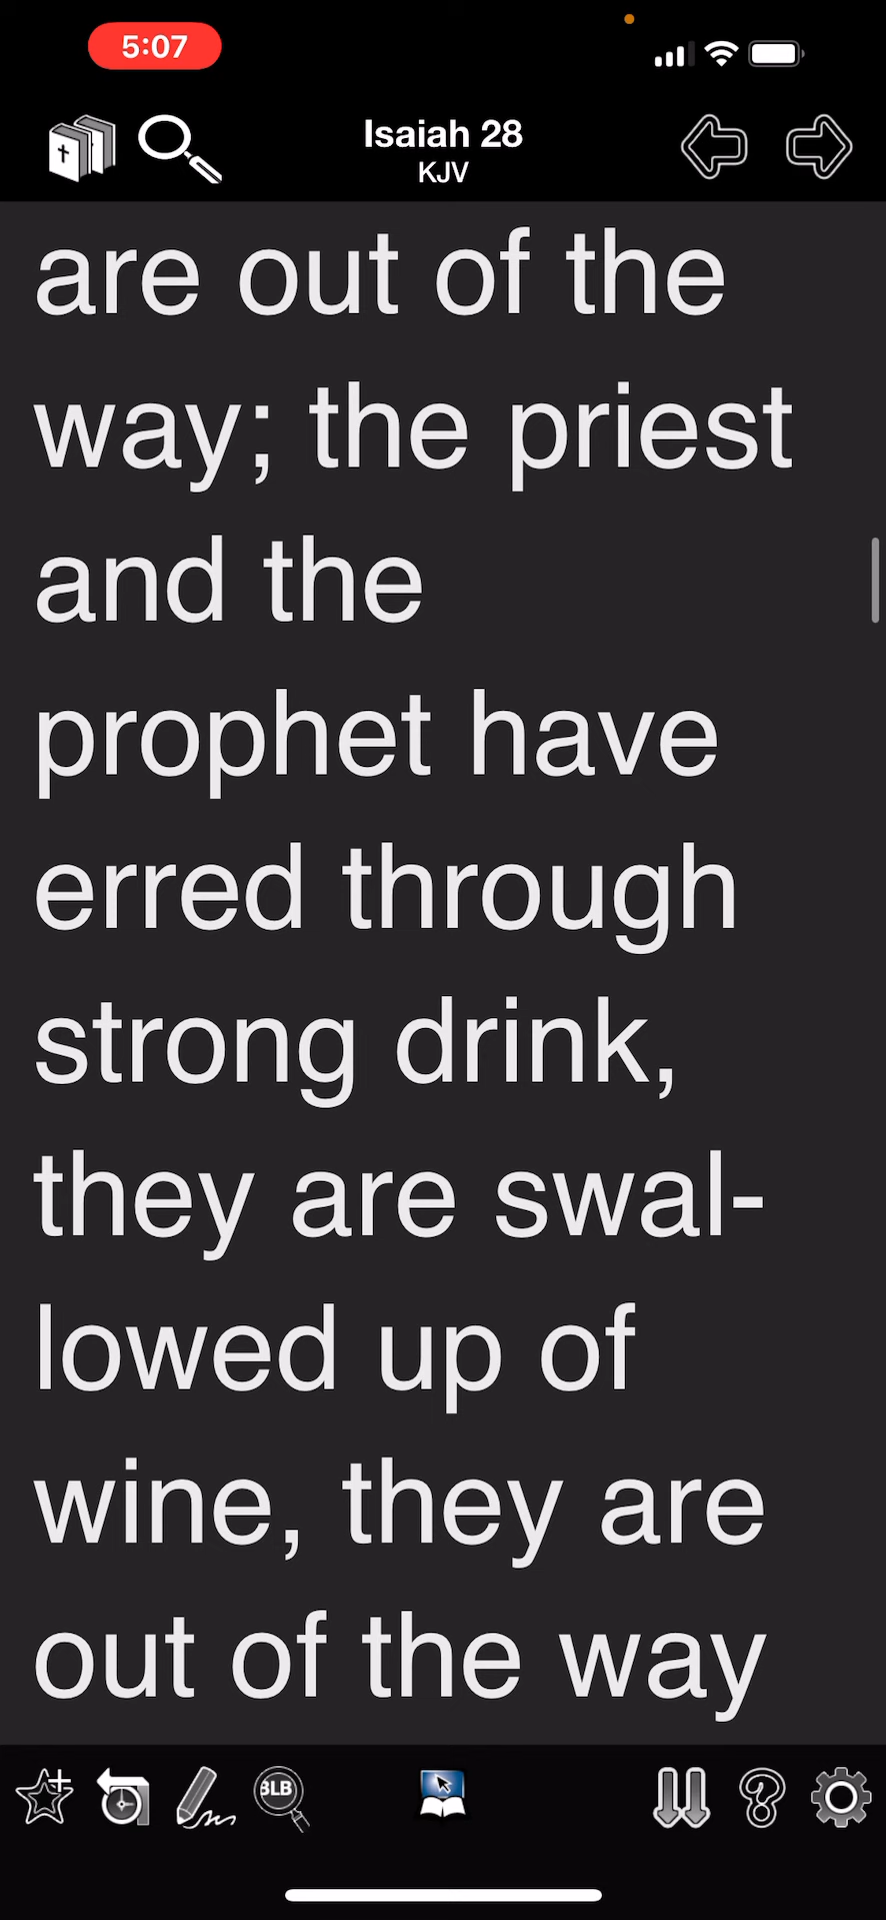 5:07
Isaiah 28
KJV
are out of the
way; the priest
and the
prophet have
erred through
strong drink,
they are swal-
lowed up of
wine, they are
out of the way
BLB